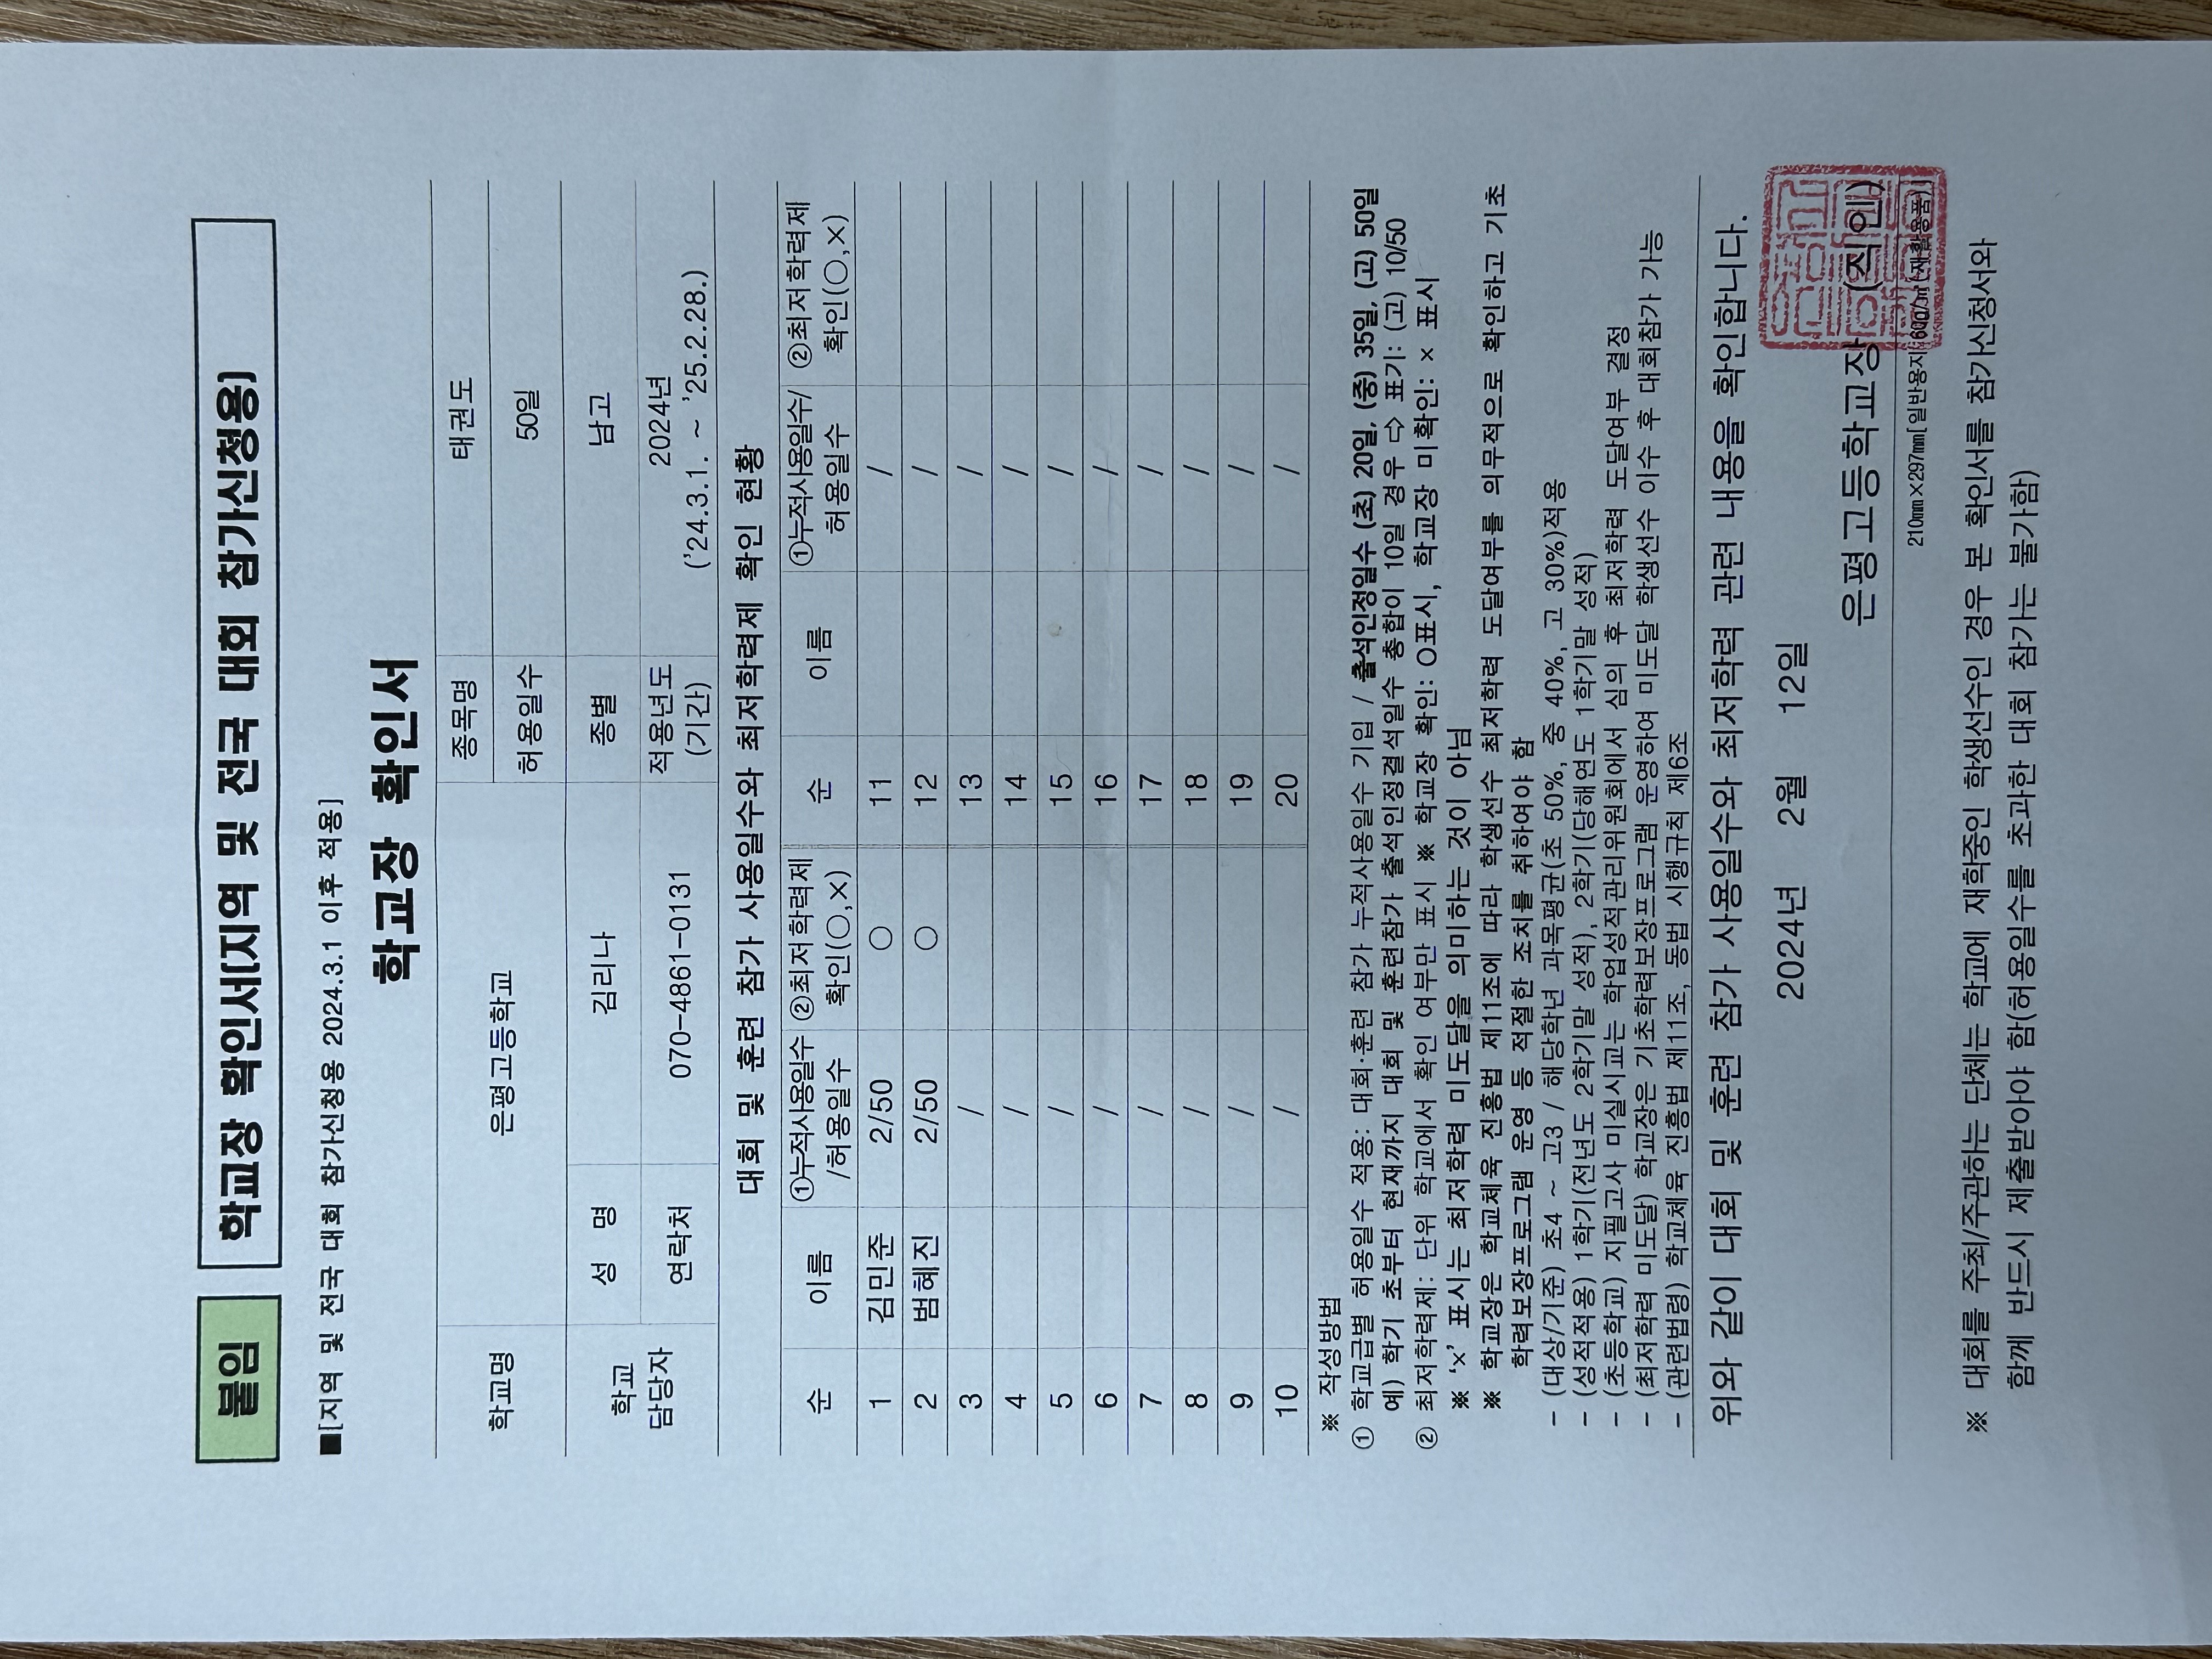 붙임
학교장 확인서[지역 및 전국 대회 참가신청용]
■[지역 및 전국 대회 참가신청용 2024.3.1 이후 적용]
학교장 확인서
학교명 은평고등학교 종목명 태권도
허용일수 50일
학교 담당자 성 명 김리나 종별 남고
연락처 070-4861-0131 적용년도 (기간) 2024년 ('24.3.1. ~ '25.2.28.)
대회 및 훈련 참가 사용일수와 최저학력제 확인 현황
순 이름 ①누적사용일수/허용일수 ②최저학력제 확인(○,×) 순 이름 ①누적사용일수/허용일수 ②최저학력제 확인(○,×)
1 김민준 2/50 ○ 11 /
2 범혜진 2/50 ○ 12 /
3 / 13 /
4 / 14 /
5 / 15 /
6 / 16 /
7 / 17 /
8 / 18 /
9 / 19 /
10 / 20 /
※ 작성방법
① 학교급별 허용일수 적용: 대회·훈련 참가 누적사용일수 기입 / 출석인정일수 (초) 20일, (중) 35일, (고) 50일
예) 학기 초부터 현재까지 대회 및 훈련참가 출석인정결석일수 총합이 10일 경우 ⇨ 표기: (고) 10/50
② 최저학력제: 단위 학교에서 확인 여부만 표시 ※ 학교장 확인: O표시, 학교장 미확인: × 표시
※ '×' 표시는 최저학력 미도달을 의미하는 것이 아님
※ 학교장은 학교체육 진흥법 제11조에 따라 학생선수 최저학력 도달여부를 의무적으로 확인하고 기초
학력보장프로그램 운영 등 적절한 조치를 취하여야 함
- (대상/기준) 초4 ~ 고3 / 해당학년 과목평균(초 50%, 중 40%, 고 30%)적용
- (성적적용) 1학기(전년도 2학기말 성적), 2학기(당해연도 1학기말 성적)
- (초등학교) 지필고사 미실시교는 학업성적관리위원회에서 심의 후 최저학력 도달여부 결정
- (최저학력 미도달) 학교장은 기초학력보장프로그램 운영하여 미도달 학생선수 이수 후 대회참가 가능
- (관련법령) 학교체육 진흥법 제11조, 동법 시행규칙 제6조
위와 같이 대회 및 훈련 참가 사용일수와 최저학력 관련 내용을 확인합니다.
2024년 2월 12일
은평고등학교장 (직인)
210mm×297mm[일반용지 60g/㎡(재활용품)]
※ 대회를 주최/주관하는 단체는 학교에 재학중인 학생선수인 경우 본 확인서를 참가신청서와
함께 반드시 제출받아야 함(허용일수를 초과한 대회 참가는 불가함)